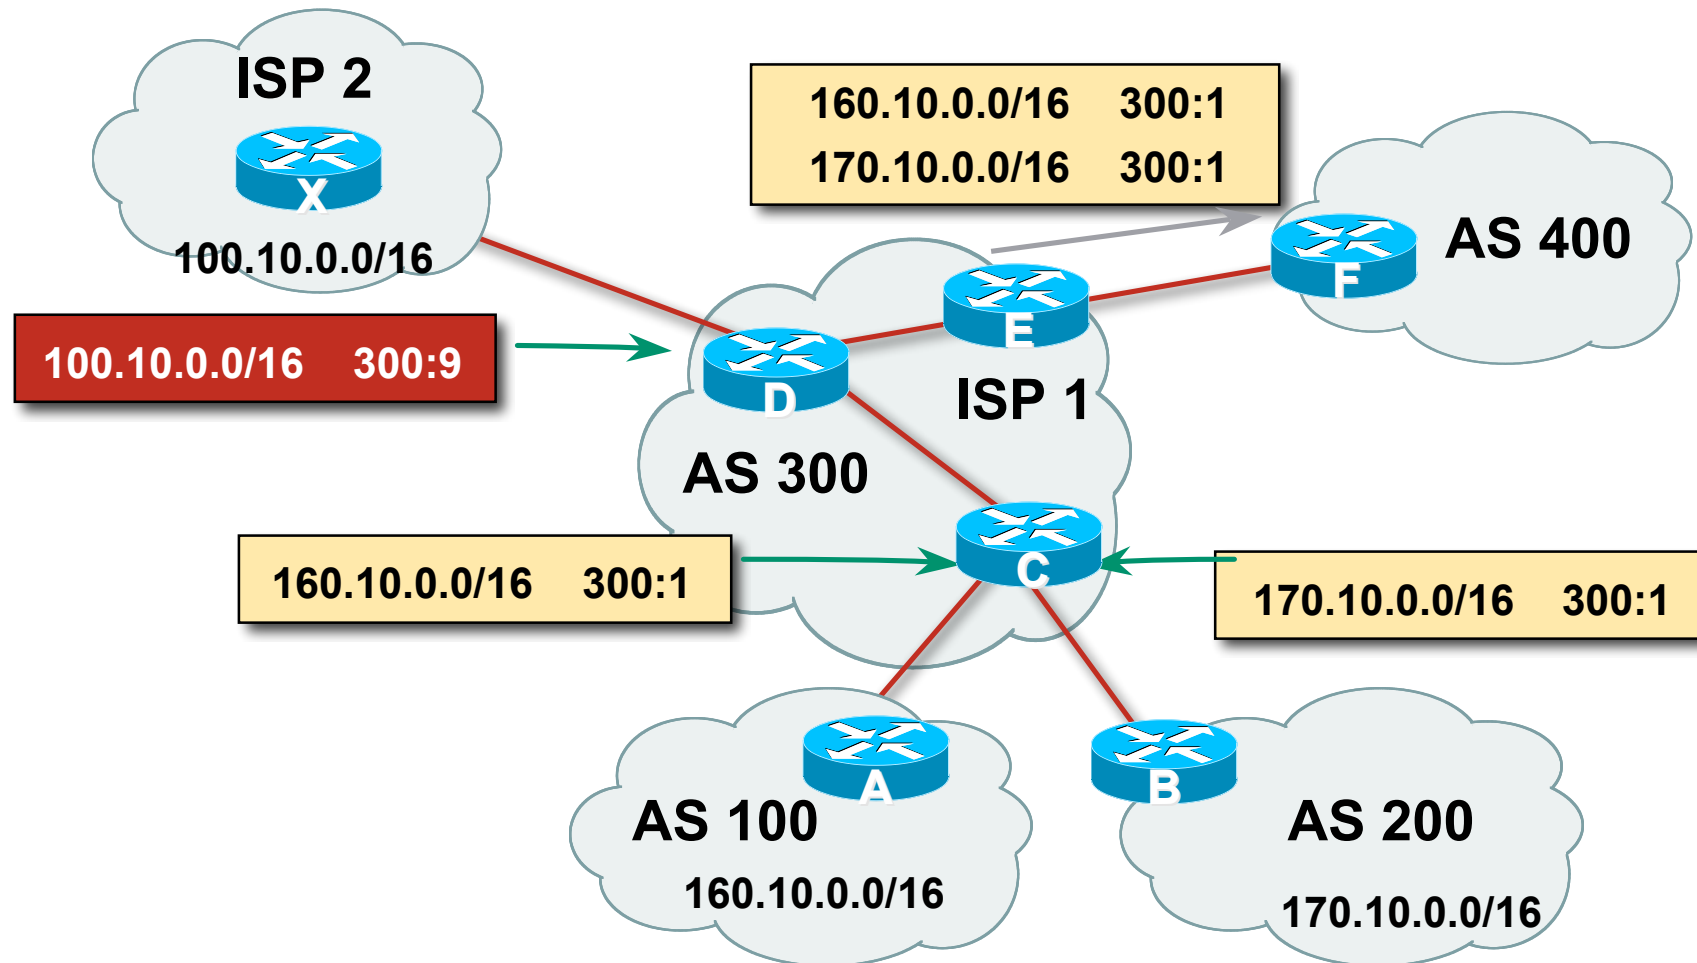 ISP 2
X
100.10.0.0/16
160.10.0.0/16 300:1
170.10.0.0/16 300:1
F
AS 400
E
100.10.0.0/16 300:9
D
ISP 1
AS 300
160.10.0.0/16 300:1
C
170.10.0.0/16 300:1
A
AS 100
160.10.0.0/16
B
AS 200
170.10.0.0/16